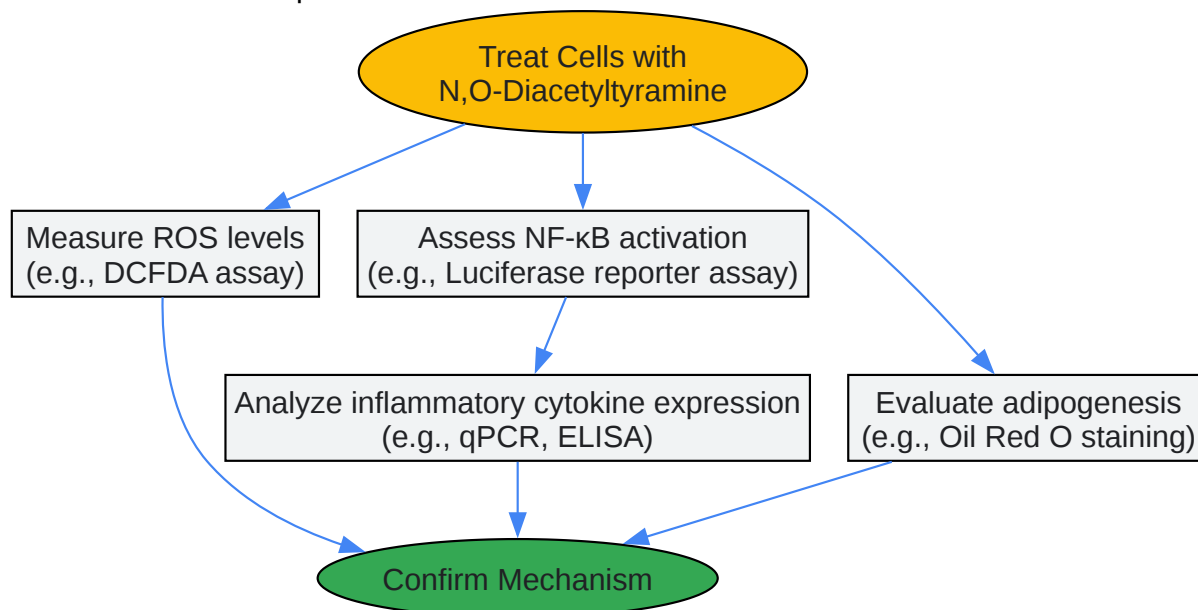 Treat Cells with
N,O-Diacetyltyramine
Measure ROS levels
(e.g., DCFDA assay)
Assess NF-κB activation
(e.g., Luciferase reporter assay)
Analyze inflammatory cytokine expression
(e.g., qPCR, ELISA)
Evaluate adipogenesis
(e.g., Oil Red O staining)
Confirm Mechanism